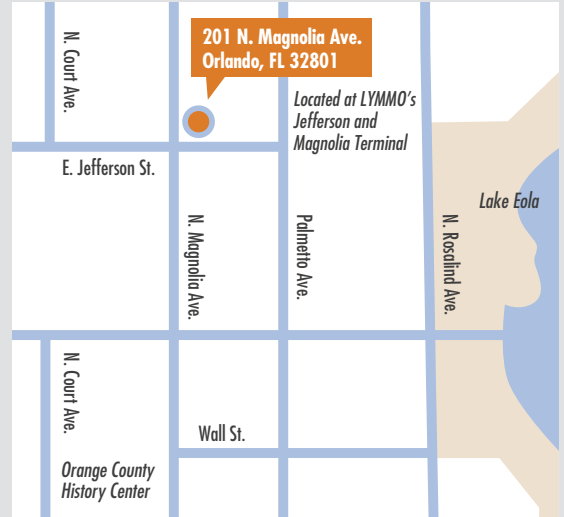 201 N. Magnolia Ave.
Orlando, FL 32801
N. Court Ave.
Located at LYMMO's
Jefferson and
Magnolia Terminal
E. Jefferson St.
Lake Eola
N. Magnolia Ave.
Palmetto Ave.
N. Rosalind Ave.
N. Court Ave.
Wall St.
Orange County
History Center